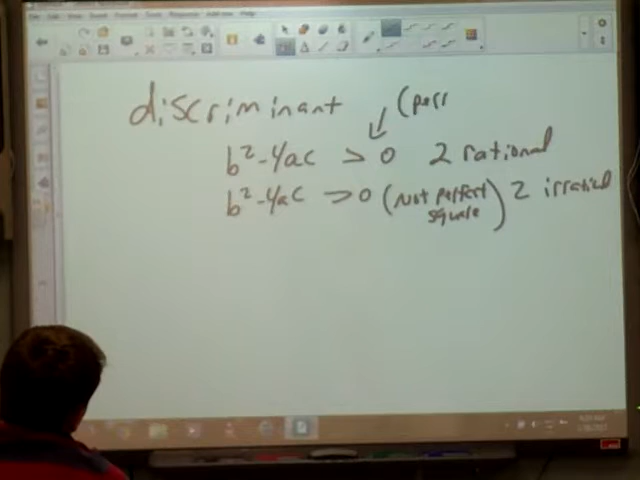 discriminant (perf
b²-4ac > 0 2 rational
b²-4ac > 0 (not perfect square) 2 irrational